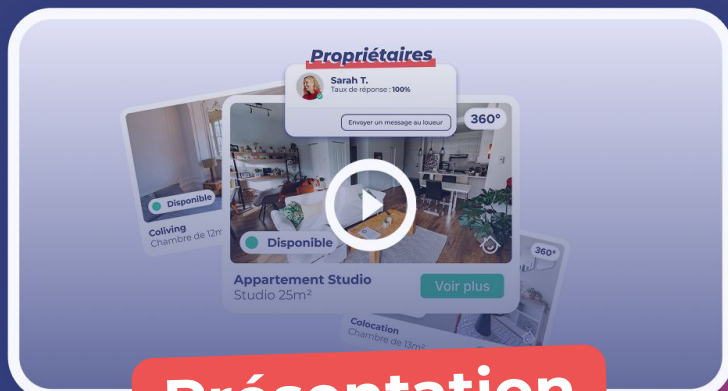 Propriétaires
Sarah T.
Taux de réponse : 100%
Envoyer un message au loueur
360°
Disponible
Coliving
Chambre de 12m
Disponible
Appartement Studio
Studio 25m²
Voir plus
360°
Colocation
Chambre de 13m²
Présentation